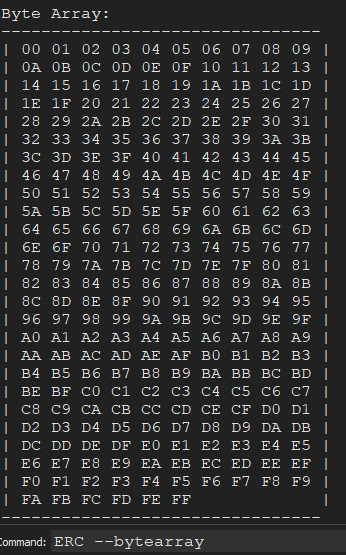 Byte Array:
---------------------------------
| 00 01 02 03 04 05 06 07 08 09 |
| 0A 0B 0C 0D 0E 0F 10 11 12 13 |
| 14 15 16 17 18 19 1A 1B 1C 1D |
| 1E 1F 20 21 22 23 24 25 26 27 |
| 28 29 2A 2B 2C 2D 2E 2F 30 31 |
| 32 33 34 35 36 37 38 39 3A 3B |
| 3C 3D 3E 3F 40 41 42 43 44 45 |
| 46 47 48 49 4A 4B 4C 4D 4E 4F |
| 50 51 52 53 54 55 56 57 58 59 |
| 5A 5B 5C 5D 5E 5F 60 61 62 63 |
| 64 65 66 67 68 69 6A 6B 6C 6D |
| 6E 6F 70 71 72 73 74 75 76 77 |
| 78 79 7A 7B 7C 7D 7E 7F 80 81 |
| 82 83 84 85 86 87 88 89 8A 8B |
| 8C 8D 8E 8F 90 91 92 93 94 95 |
| 96 97 98 99 9A 9B 9C 9D 9E 9F |
| A0 A1 A2 A3 A4 A5 A6 A7 A8 A9 |
| AA AB AC AD AE AF B0 B1 B2 B3 |
| B4 B5 B6 B7 B8 B9 BA BB BC BD |
| BE BF C0 C1 C2 C3 C4 C5 C6 C7 |
| C8 C9 CA CB CC CD CE CF D0 D1 |
| D2 D3 D4 D5 D6 D7 D8 D9 DA DB |
| DC DD DE DF E0 E1 E2 E3 E4 E5 |
| E6 E7 E8 E9 EA EB EC ED EE EF |
| F0 F1 F2 F3 F4 F5 F6 F7 F8 F9 |
| FA FB FC FD FE FF |
---------------------------------
Command: ERC --bytearray